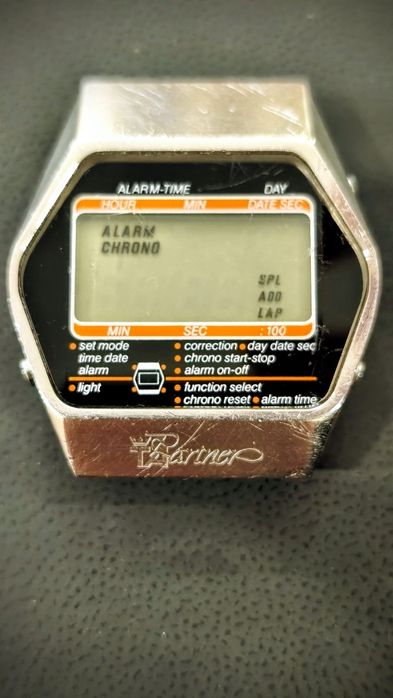 ALARM-TIME DAY
HOUR MIN DATE SEC
ALARM
CHRONO
SPL
ADD
LAP
MIN SEC :100
set mode correction day date sec
time date chrono start-stop
alarm alarm on-off
light function select
chrono reset alarm time
Partner